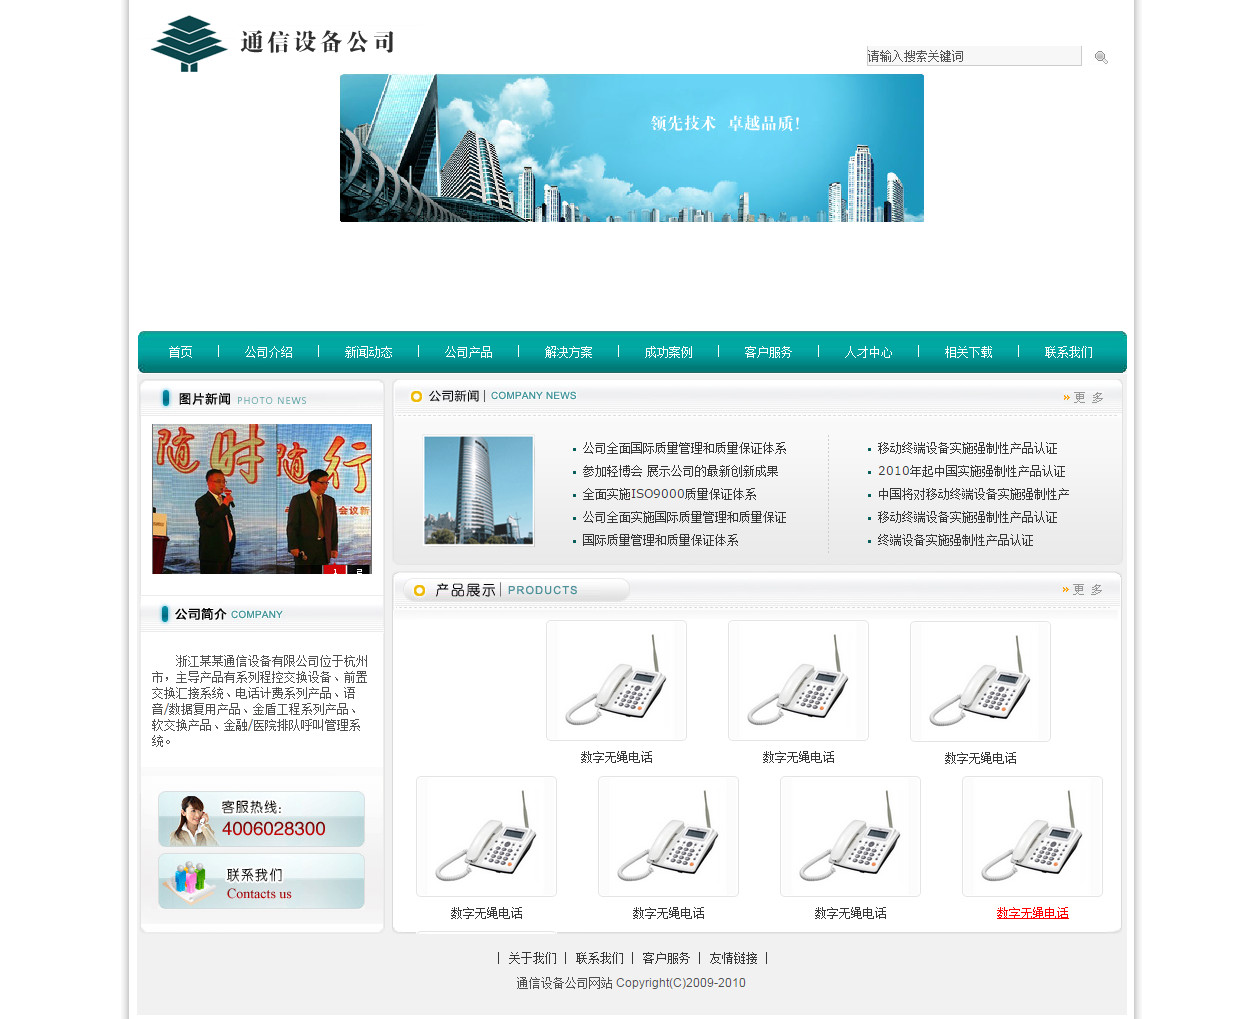 通信设备公司
请输入搜索关键词
领先技术 卓越品质!
首页 | 公司介绍 | 新闻动态 | 公司产品 | 解决方案 | 成功案例 | 客户服务 | 人才中心 | 相关下载 | 联系我们
图片新闻 PHOTO NEWS
随时随行
会议新
1 2
公司简介 COMPANY
浙江某某通信设备有限公司位于杭州
市，主导产品有系列程控交换设备、前置
交换汇接系统、电话计费系列产品、语
音/数据复用产品、金盾工程系列产品、
软交换产品、金融/医院排队呼叫管理系
统。
客服热线:
4006028300
联系我们
Contacts us
公司新闻 | COMPANY NEWS
» 更 多
公司全面国际质量管理和质量保证体系
参加轻博会 展示公司的最新创新成果
全面实施ISO9000质量保证体系
公司全面实施国际质量管理和质量保证
国际质量管理和质量保证体系
移动终端设备实施强制性产品认证
2010年起中国实施强制性产品认证
中国将对移动终端设备实施强制性产
移动终端设备实施强制性产品认证
终端设备实施强制性产品认证
产品展示 | PRODUCTS
» 更 多
数字无绳电话
数字无绳电话
数字无绳电话
数字无绳电话
数字无绳电话
数字无绳电话
数字无绳电话
| 关于我们 | 联系我们 | 客户服务 | 友情链接 |
通信设备公司网站 Copyright(C)2009-2010